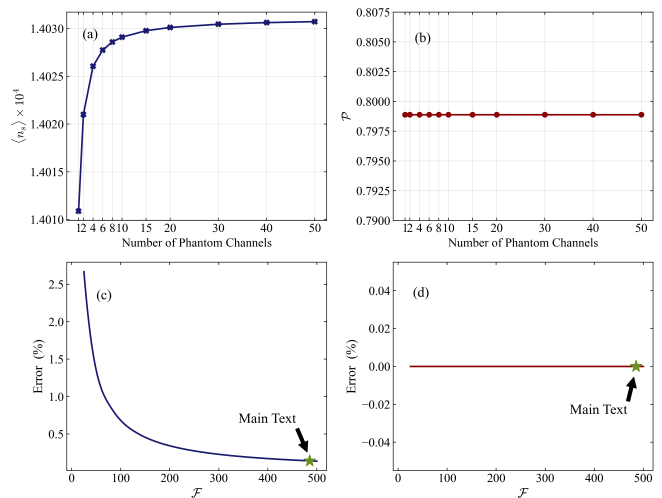 (a)
1.4030
1.4025
1.4020
1.4015
1.4010
⟨n_s⟩ × 10^4
1 2 4 6 8 10 15 20 30 40 50
Number of Phantom Channels
(b)
0.8075
0.8050
0.8025
0.8000
0.7975
0.7950
0.7925
0.7900
𝒫
1 2 4 6 8 10 15 20 30 40 50
Number of Phantom Channels
(c)
2.5
2.0
1.5
1.0
0.5
Error (%)
Main Text
0 100 200 300 400 500
ℱ
(d)
0.04
0.02
0.00
−0.02
−0.04
Error (%)
Main Text
0 100 200 300 400 500
ℱ